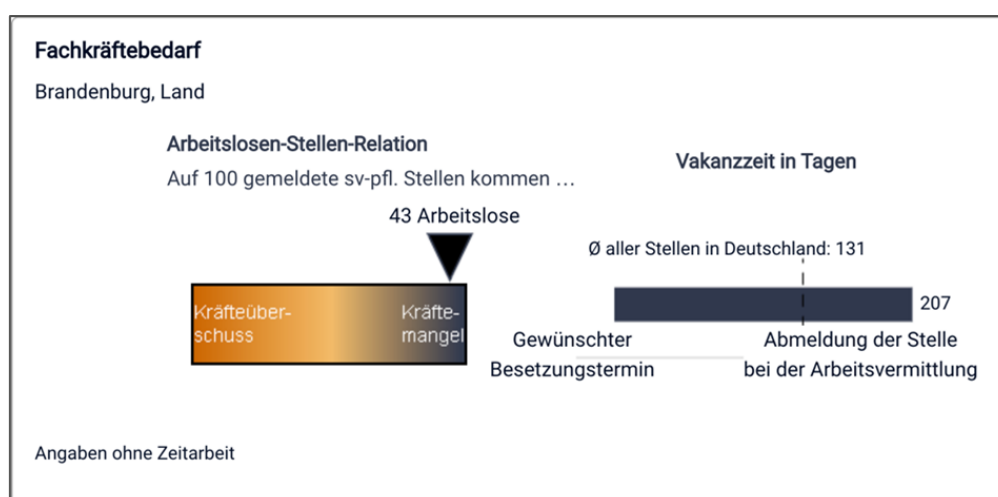 Fachkräftebedarf
Brandenburg, Land
Arbeitslosen-Stellen-Relation
Auf 100 gemeldete sv-pfl. Stellen kommen …
43 Arbeitslose
Kräfteüber-
schuss
Kräfte-
mangel
Vakanzzeit in Tagen
Ø aller Stellen in Deutschland: 131
207
Gewünschter
Besetzungstermin
Abmeldung der Stelle
bei der Arbeitsvermittlung
Angaben ohne Zeitarbeit